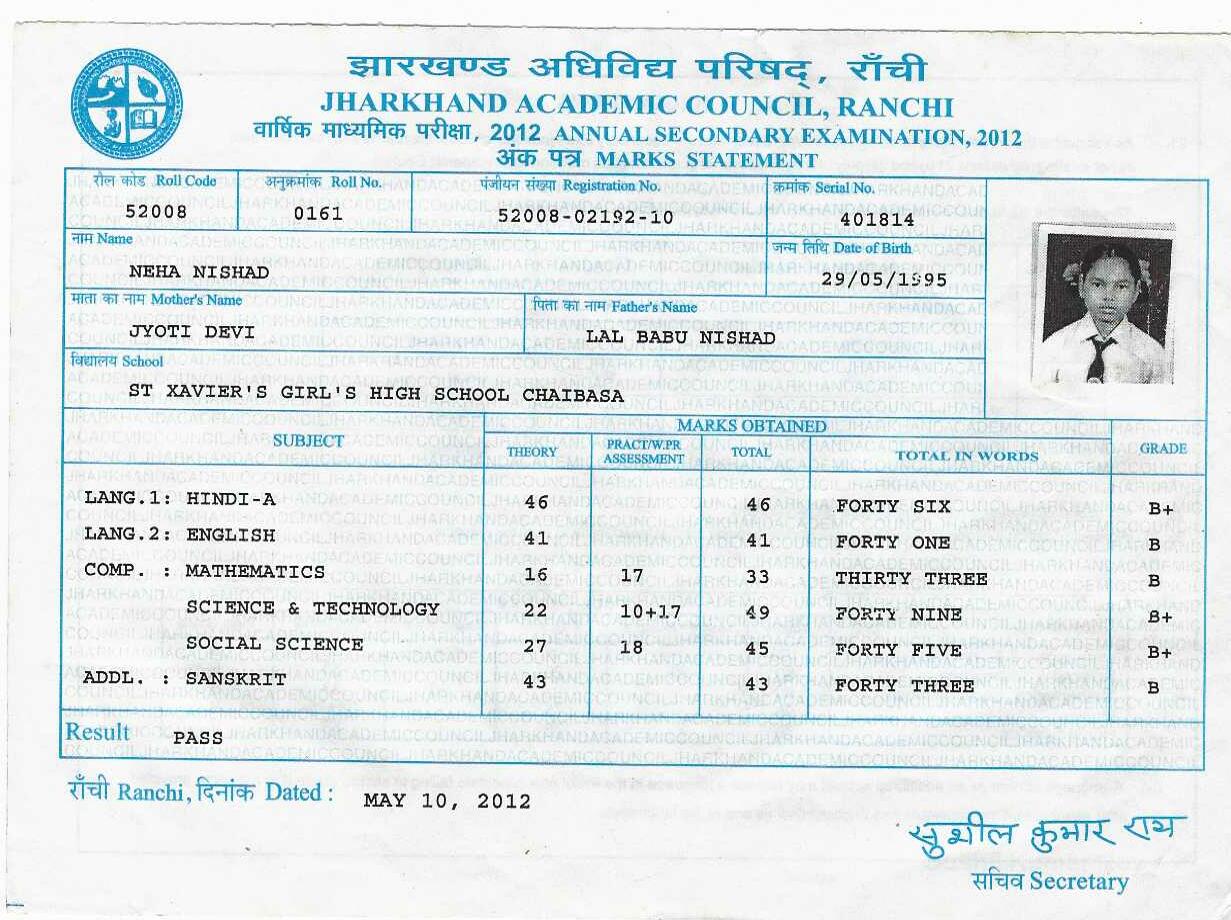 झारखण्ड अधिविद्य परिषद्, राँची
JHARKHAND ACADEMIC COUNCIL, RANCHI
वार्षिक माध्यमिक परीक्षा, 2012 ANNUAL SECONDARY EXAMINATION, 2012
अंक पत्र MARKS STATEMENT
रौल कोड Roll Code अनुक्रमांक Roll No. पंजीयन संख्या Registration No. क्रमांक Serial No.
52008 0161 52008-02192-10 401814
नाम Name जन्म तिथि Date of Birth
NEHA NISHAD 29/05/1995
माता का नाम Mother's Name पिता का नाम Father's Name
JYOTI DEVI LAL BABU NISHAD
विद्यालय School
ST XAVIER'S GIRL'S HIGH SCHOOL CHAIBASA
SUBJECT MARKS OBTAINED GRADE
THEORY PRACT/W.PR ASSESSMENT TOTAL TOTAL IN WORDS
LANG.1: HINDI-A 46 46 FORTY SIX B+
LANG.2: ENGLISH 41 41 FORTY ONE B
COMP. : MATHEMATICS 16 17 33 THIRTY THREE B
SCIENCE & TECHNOLOGY 22 10+17 49 FORTY NINE B+
SOCIAL SCIENCE 27 18 45 FORTY FIVE B+
ADDL. : SANSKRIT 43 43 FORTY THREE B
Result PASS
राँची Ranchi, दिनांक Dated : MAY 10, 2012
सुशील कुमार राय
सचिव Secretary